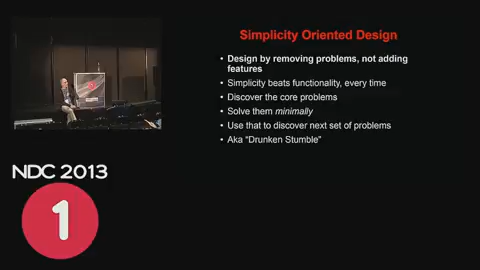 Simplicity Oriented Design
• Design by removing problems, not adding
features
• Simplicity beats functionality, every time
• Discover the core problems
• Solve them minimally
• Use that to discover next set of problems
• Aka "Drunken Stumble"
NDC 2013
1